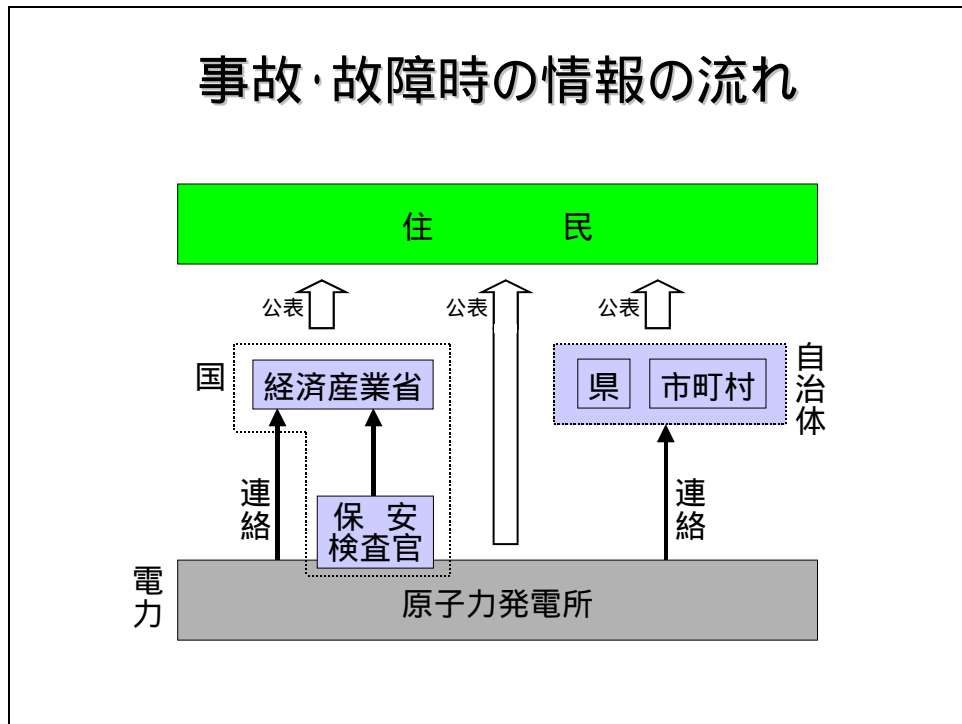 事故・故障時の情報の流れ
住　民
公表
公表
公表
国
経済産業省
県
市町村
自治体
連絡
保安
検査官
連絡
電力
原子力発電所